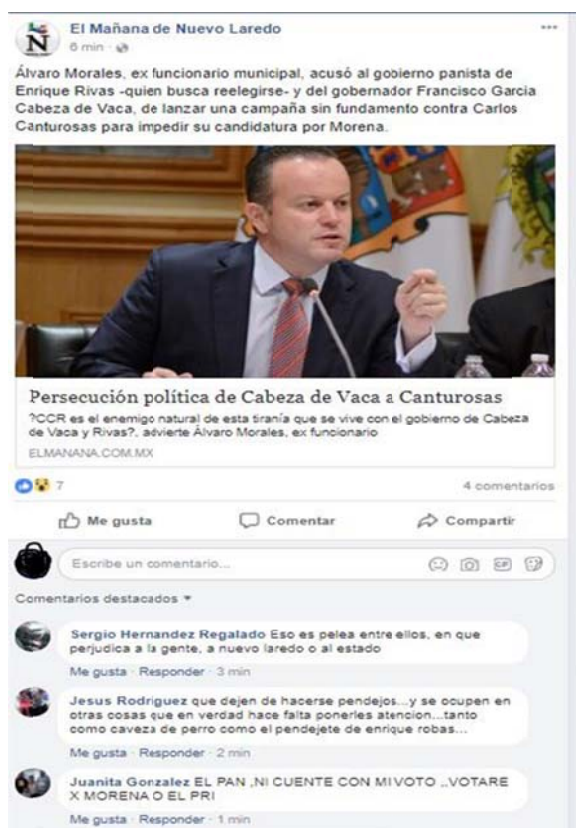 El Mañana de Nuevo Laredo
6 min
Álvaro Morales, ex funcionario municipal, acusó al gobierno panista de
Enrique Rivas -quien busca reelegirse- y del gobernador Francisco Garcia
Cabeza de Vaca, de lanzar una campaña sin fundamento contra Carlos
Canturosas para impedir su candidatura por Morena.
Persecución política de Cabeza de Vaca a Canturosas
?CCR es el enemigo natural de esta tiranía que se vive con el gobierno de Cabeza
de Vaca y Rivas?, advierte Álvaro Morales, ex funcionario
ELMANANA.COM.MX
7
4 comentarios
Me gusta Comentar Compartir
Escribe un comentario...
GIF
Comentarios destacados
Sergio Hernandez Regalado Eso es pelea entre ellos, en que
perjudica a la gente, a nuevo laredo o al estado
Me gusta · Responder · 3 min
Jesus Rodriguez que dejen de hacerse pendejos...y se ocupen en
otras cosas que en verdad hace falta ponerles atencion...tanto
como caveza de perro como el pendejete de enrique robas...
Me gusta · Responder · 2 min
Juanita Gonzalez EL PAN ,NI CUENTE CON MI VOTO ,,VOTARE
X MORENA O EL PRI
Me gusta · Responder · 1 min